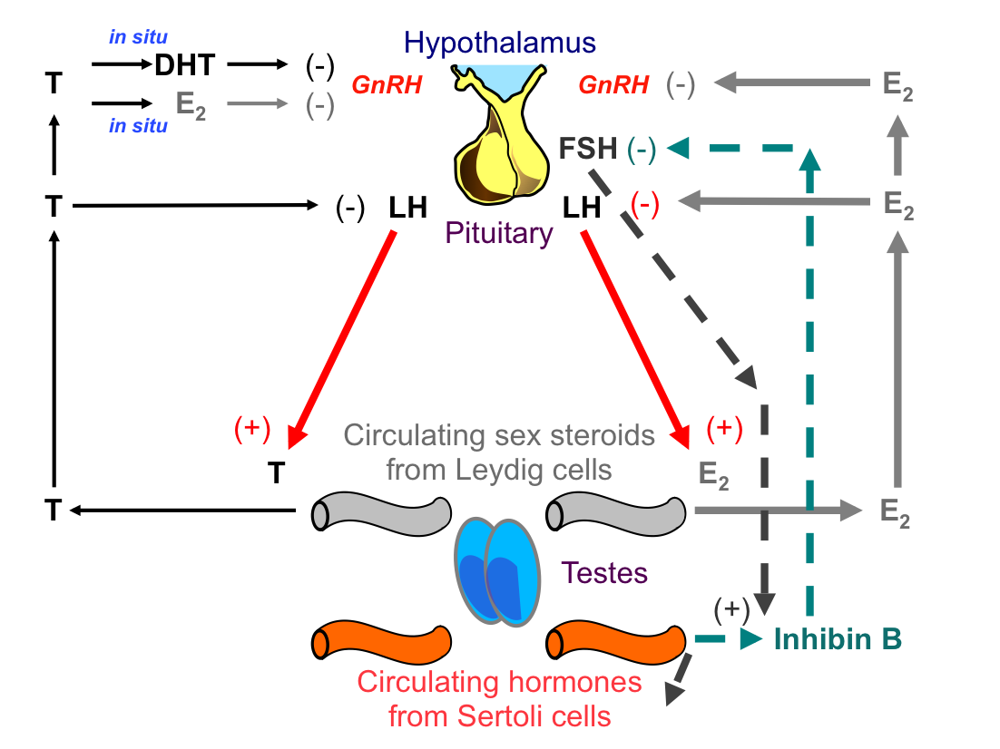 in situ
Hypothalamus
T DHT (-) GnRH GnRH (-) E2
E2 (-)
in situ
FSH (-)
T (-) LH LH (-) E2
Pituitary
(+) (+)
Circulating sex steroids
from Leydig cells
T E2
T E2
Testes
(+)
Inhibin B
Circulating hormones
from Sertoli cells